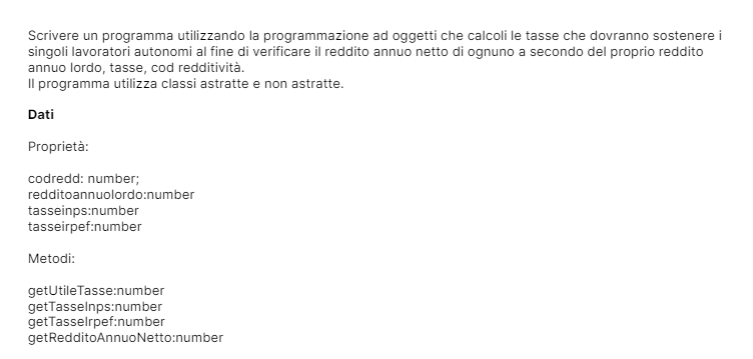 Scrivere un programma utilizzando la programmazione ad oggetti che calcoli le tasse che dovranno sostenere i
singoli lavoratori autonomi al fine di verificare il reddito annuo netto di ognuno a secondo del proprio reddito
annuo lordo, tasse, cod redditività.
Il programma utilizza classi astratte e non astratte.
Dati
Proprietà:
codredd: number;
redditoannuolordo:number
tasseinps:number
tasseirpef:number
Metodi:
getUtileTasse:number
getTasseInps:number
getTasseIrpef:number
getRedditoAnnuoNetto:number